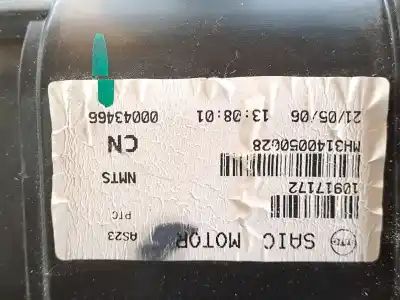 SAIC MOTOR AS23
PTC
10917172 NMTS
MH3140050028 CN
21/05/06 13:08:01 00043466